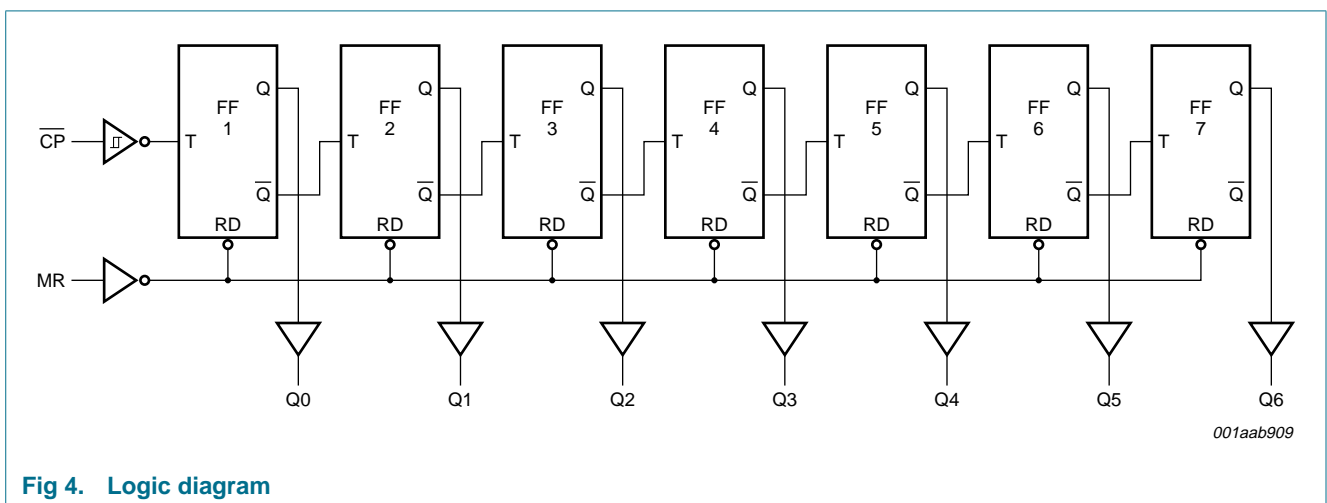 Q Q Q Q Q Q Q
FF FF FF FF FF FF FF
1 2 3 4 5 6 7
C̅P̅ T T T T T T T
Q̅ Q̅ Q̅ Q̅ Q̅ Q̅ Q̅
RD RD RD RD RD RD RD
MR
Q0 Q1 Q2 Q3 Q4 Q5 Q6
001aab909
Fig 4. Logic diagram